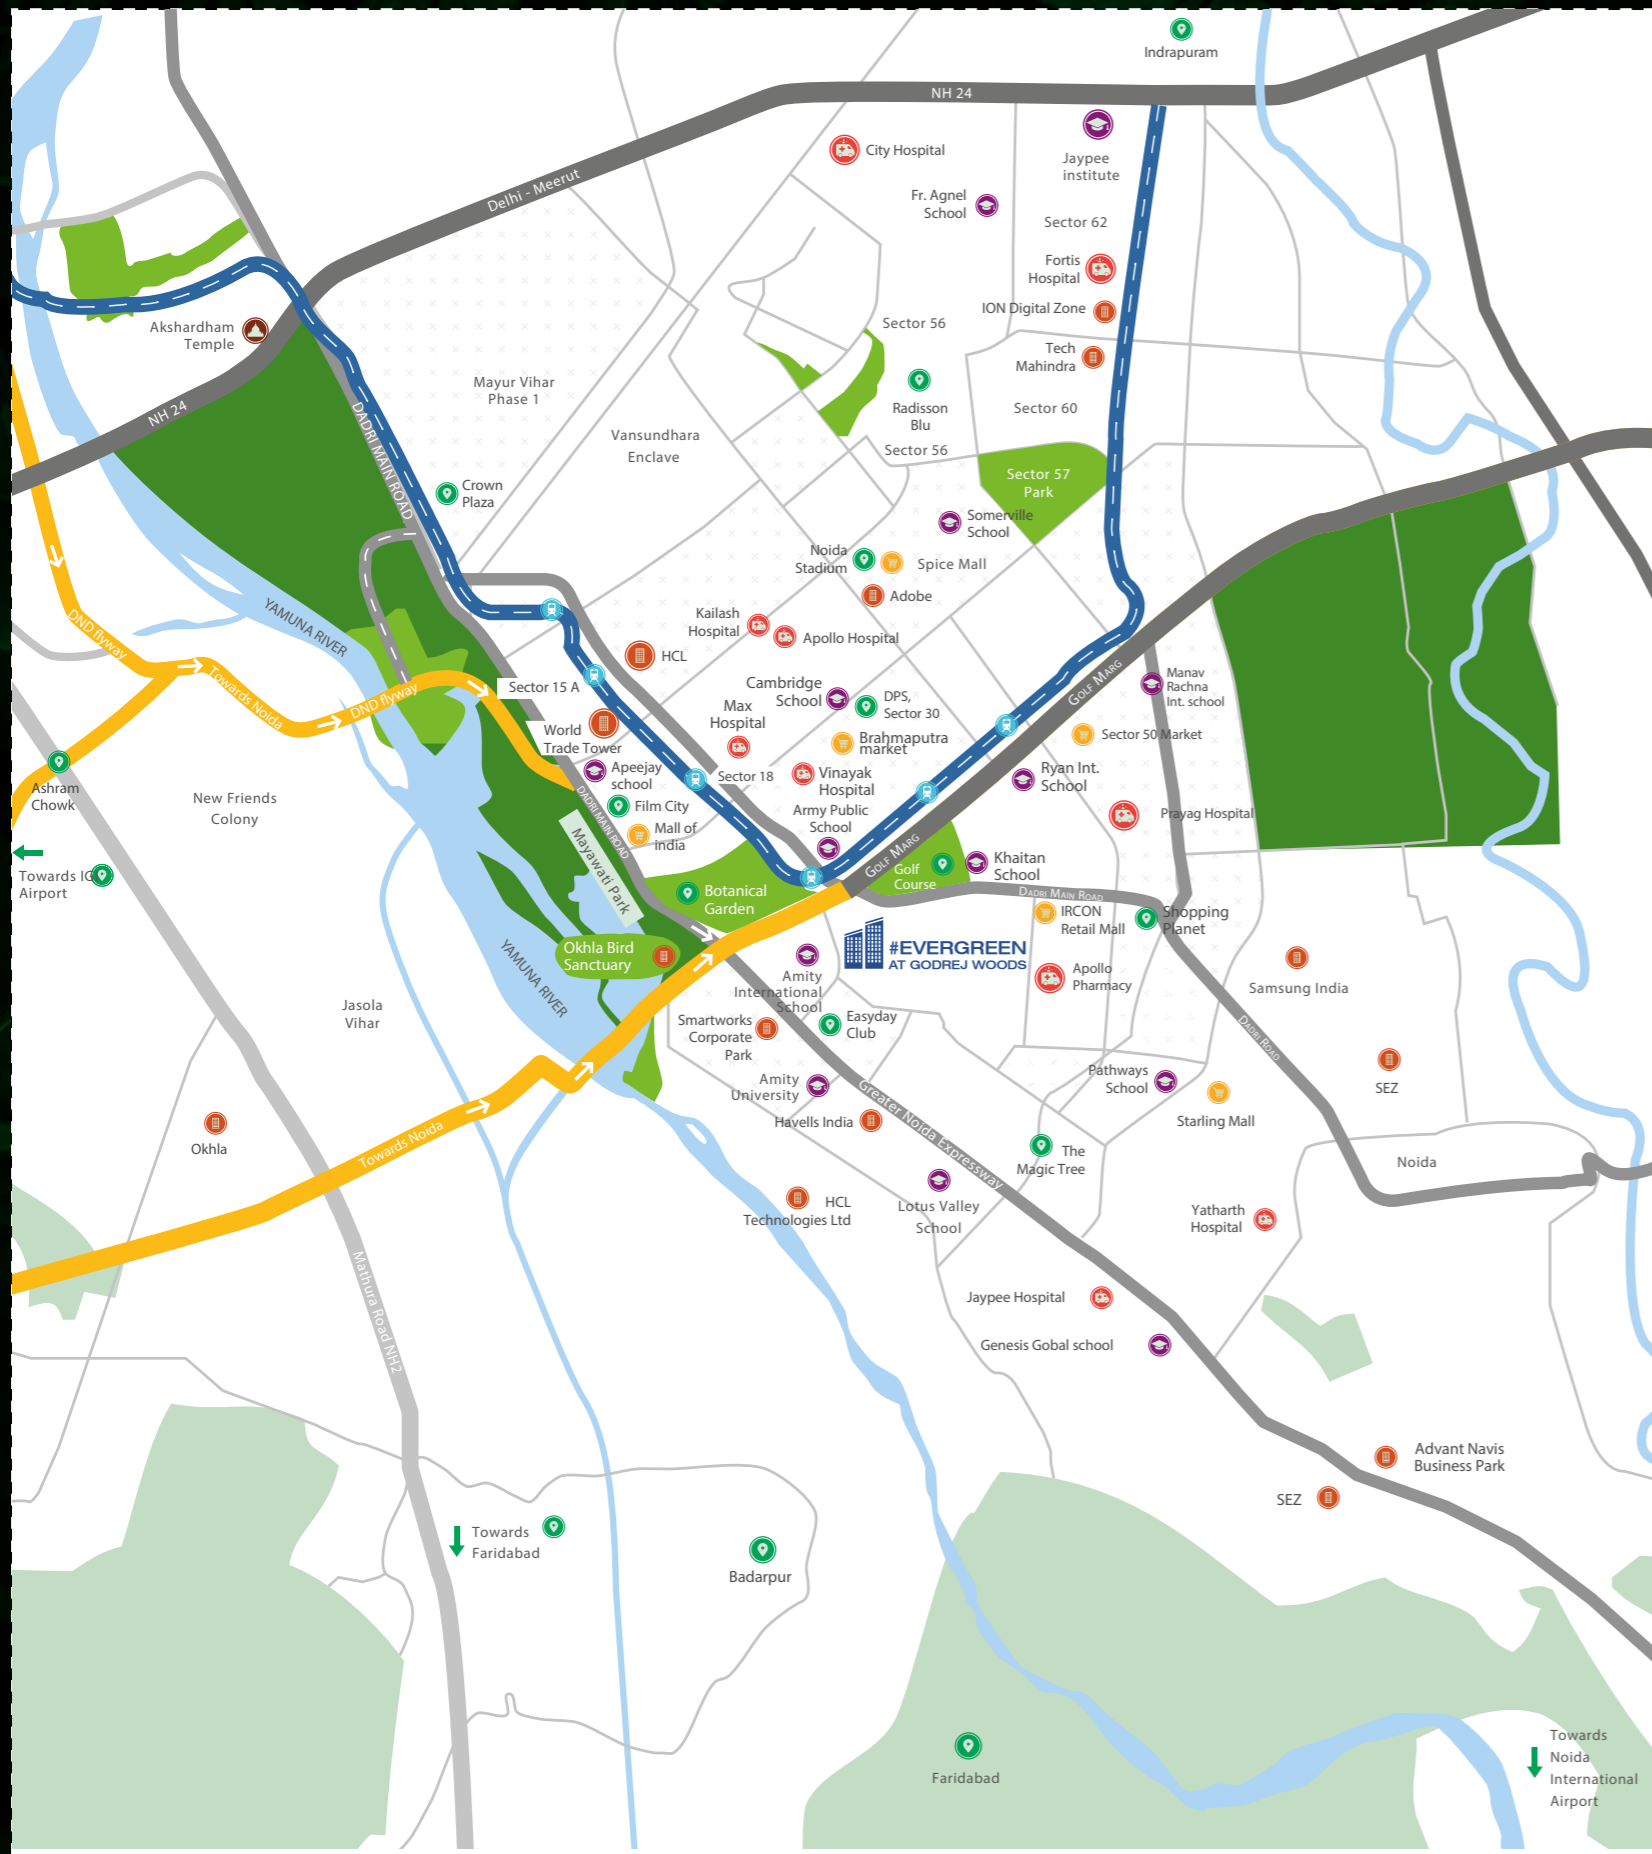 Indrapuram
NH 24
City Hospital
Jaypee
institute
Delhi - Meerut
Fr. Agnel
School
Sector 62
Fortis
Hospital
ION Digital Zone
Akshardham
Temple
Sector 56
Tech
Mahindra
Mayur Vihar
Phase 1
NH 24
DADRI MAIN ROAD
Radisson
Blu
Sector 60
Vansundhara
Enclave
Sector 56
Sector 57
Park
Crown
Plaza
Somerville
School
Noida
Stadium
Spice Mall
Adobe
YAMUNA RIVER
DND flyway
Kailash
Hospital
Apollo Hospital
HCL
Towards Noida
DND flyway
Sector 15 A
Cambridge
School
DPS,
Sector 30
GOLF MARG
Manav
Rachna
Int. school
Max
Hospital
World
Trade Tower
Brahmaputra
market
Sector 50 Market
Apeejay
school
Sector 18
Vinayak
Hospital
Ryan Int.
School
Ashram
Chowk
New Friends
Colony
Film City
Army Public
School
Prayag Hospital
DADRI MAIN ROAD
Mall of
india
Mayawati Park
GOLF MARG
Golf
Course
Khaitan
School
Towards IG
Airport
Botanical
Garden
DADRI MAIN ROAD
IRCON
Retail Mall
Shopping
Planet
#EVERGREEN
AT GODREJ WOODS
Okhla Bird
Sanctuary
YAMUNA RIVER
Amity
International
School
Apollo
Pharmacy
Samsung India
Jasola
Vihar
Smartworks
Corporate
Park
Easyday
Club
DADRI ROAD
Amity
University
Pathways
School
SEZ
Havells India
Greater Noida Expressway
Starling Mall
Okhla
Towards Noida
The
Magic Tree
Noida
HCL
Technologies Ltd
Lotus Valley
School
Yatharth
Hospital
Mathura Road NH2
Jaypee Hospital
Genesis Gobal school
Advant Navis
Business Park
SEZ
Towards
Faridabad
Badarpur
Faridabad
Towards
Noida
International
Airport